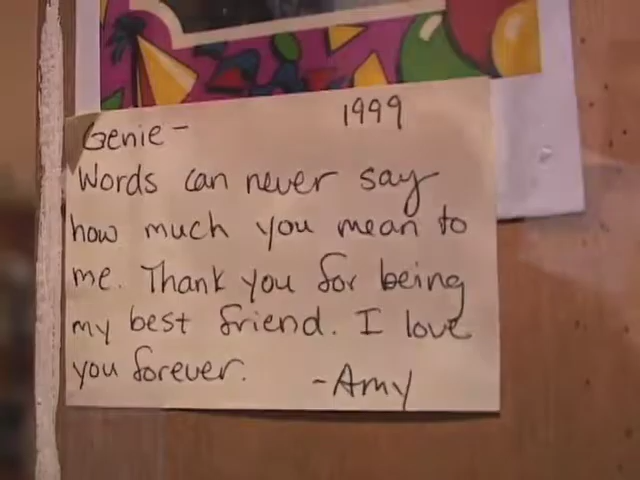 Genie - 1999
Words can never say
how much you mean to
me. Thank you for being
my best friend. I love
you forever. -Amy